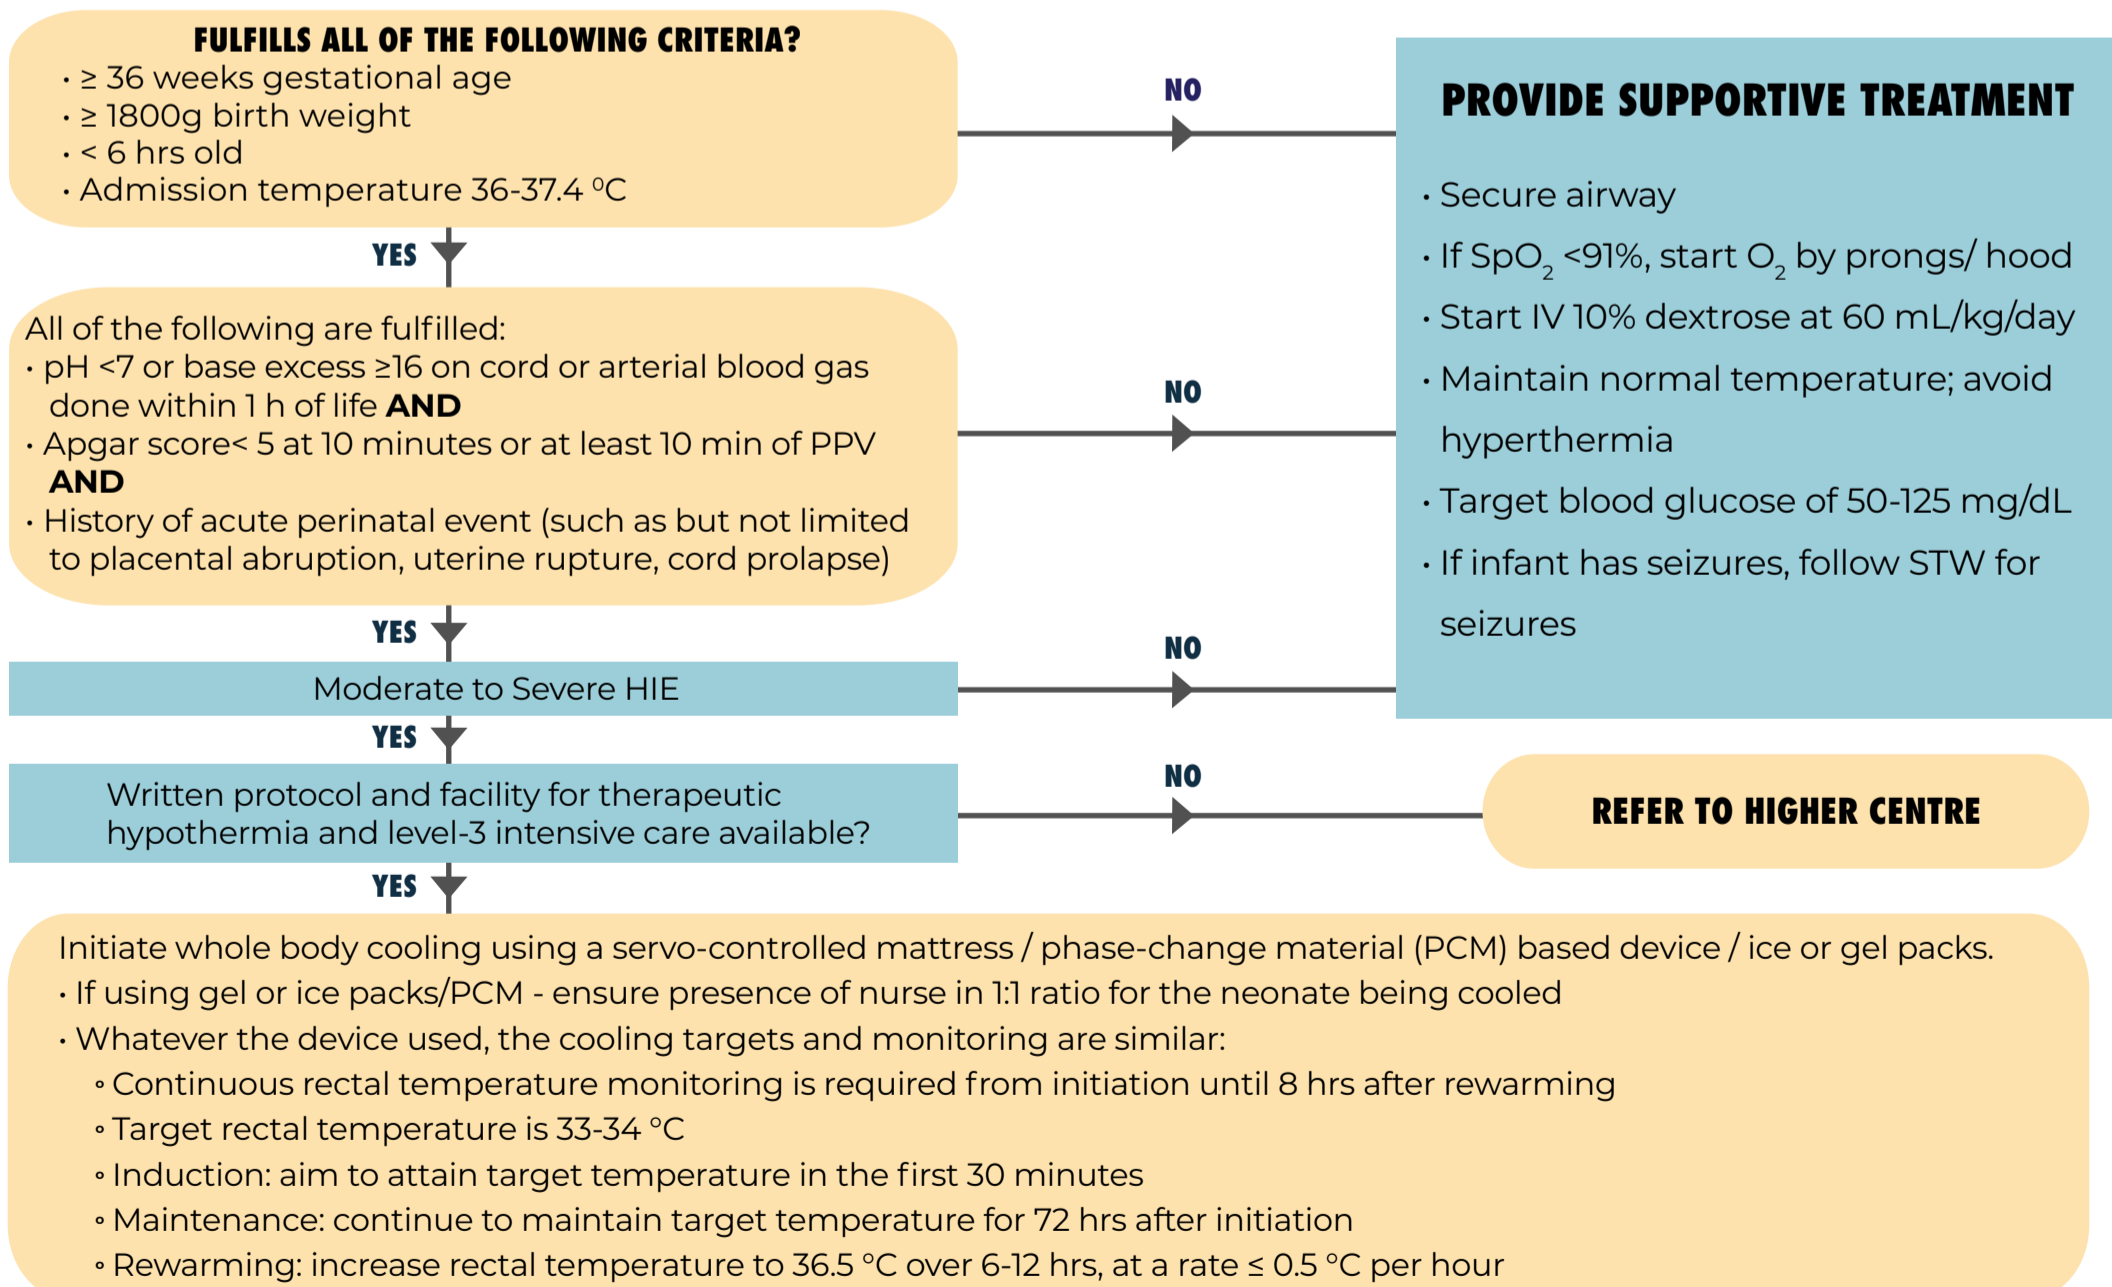 FULFILLS ALL OF THE FOLLOWING CRITERIA?
· ≥ 36 weeks gestational age
· ≥ 1800g birth weight
· < 6 hrs old
· Admission temperature 36-37.4 ⁰C
NO
YES
All of the following are fulfilled:
· pH <7 or base excess ≥16 on cord or arterial blood gas
done within 1 h of life AND
· Apgar score< 5 at 10 minutes or at least 10 min of PPV
AND
· History of acute perinatal event (such as but not limited
to placental abruption, uterine rupture, cord prolapse)
NO
YES
Moderate to Severe HIE
NO
YES
PROVIDE SUPPORTIVE TREATMENT
· Secure airway
· If SpO₂ <91%, start O₂ by prongs/ hood
· Start IV 10% dextrose at 60 mL/kg/day
· Maintain normal temperature; avoid
hyperthermia
· Target blood glucose of 50-125 mg/dL
· If infant has seizures, follow STW for
seizures
Written protocol and facility for therapeutic
hypothermia and level-3 intensive care available?
NO
REFER TO HIGHER CENTRE
YES
Initiate whole body cooling using a servo-controlled mattress / phase-change material (PCM) based device / ice or gel packs.
· If using gel or ice packs/PCM - ensure presence of nurse in 1:1 ratio for the neonate being cooled
· Whatever the device used, the cooling targets and monitoring are similar:
∘ Continuous rectal temperature monitoring is required from initiation until 8 hrs after rewarming
∘ Target rectal temperature is 33-34 °C
∘ Induction: aim to attain target temperature in the first 30 minutes
∘ Maintenance: continue to maintain target temperature for 72 hrs after initiation
∘ Rewarming: increase rectal temperature to 36.5 °C over 6-12 hrs, at a rate ≤ 0.5 °C per hour